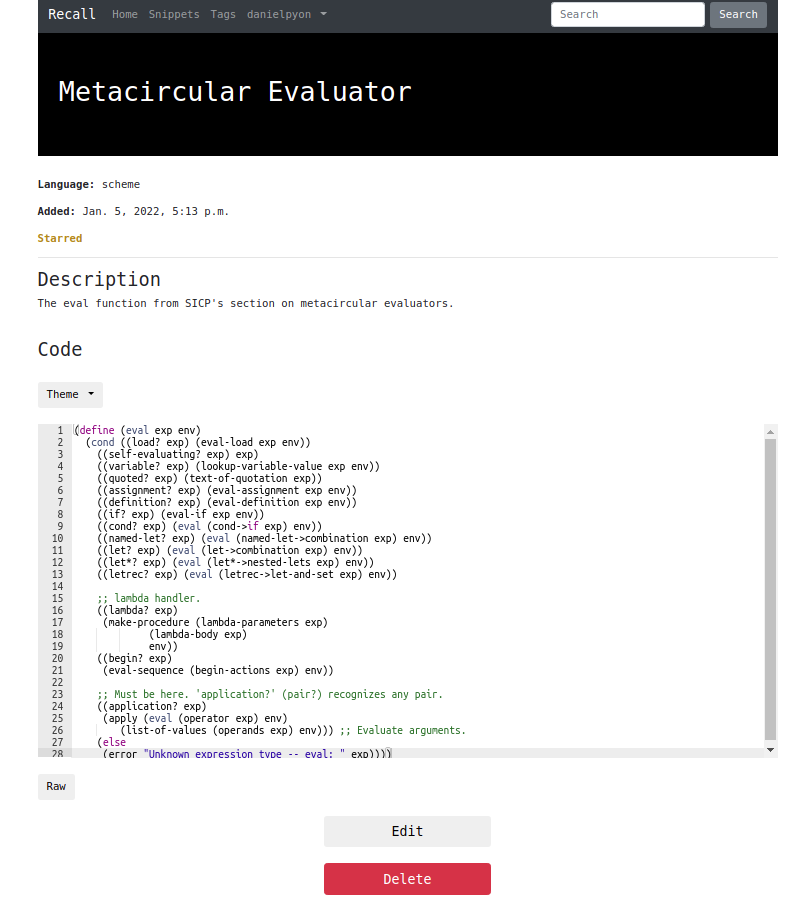 Recall Home Snippets Tags danielpyon Search Search
Metacircular Evaluator
Language: scheme
Added: Jan. 5, 2022, 5:13 p.m.
Starred
Description
The eval function from SICP's section on metacircular evaluators.
Code
Theme
1 (define (eval exp env)
2 (cond ((load? exp) (eval-load exp env))
3 ((self-evaluating? exp) exp)
4 ((variable? exp) (lookup-variable-value exp env))
5 ((quoted? exp) (text-of-quotation exp))
6 ((assignment? exp) (eval-assignment exp env))
7 ((definition? exp) (eval-definition exp env))
8 ((if? exp) (eval-if exp env))
9 ((cond? exp) (eval (cond->if exp) env))
10 ((named-let? exp) (eval (named-let->combination exp) env))
11 ((let? exp) (eval (let->combination exp) env))
12 ((let*? exp) (eval (let*->nested-lets exp) env))
13 ((letrec? exp) (eval (letrec->let-and-set exp) env))
14
15 ;; lambda handler.
16 ((lambda? exp)
17 (make-procedure (lambda-parameters exp)
18 (lambda-body exp)
19 env))
20 ((begin? exp)
21 (eval-sequence (begin-actions exp) env))
22
23 ;; Must be here. 'application?' (pair?) recognizes any pair.
24 ((application? exp)
25 (apply (eval (operator exp) env)
26 (list-of-values (operands exp) env))) ;; Evaluate arguments.
27 (else
28 (error "Unknown expression type -- eval: " exp))))
Raw
Edit
Delete